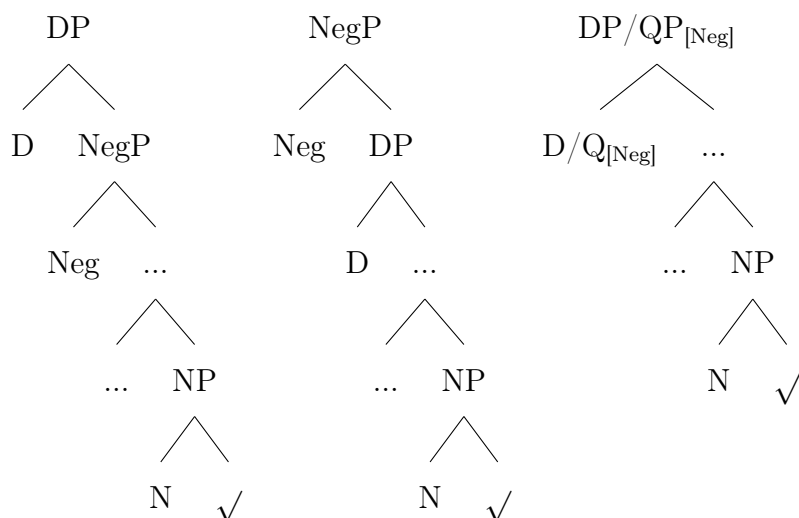 DP NegP DP/QP[Neg]
D NegP Neg DP D/Q[Neg] ...
Neg ... D ... ... NP
... NP ... NP N √
N √ N √